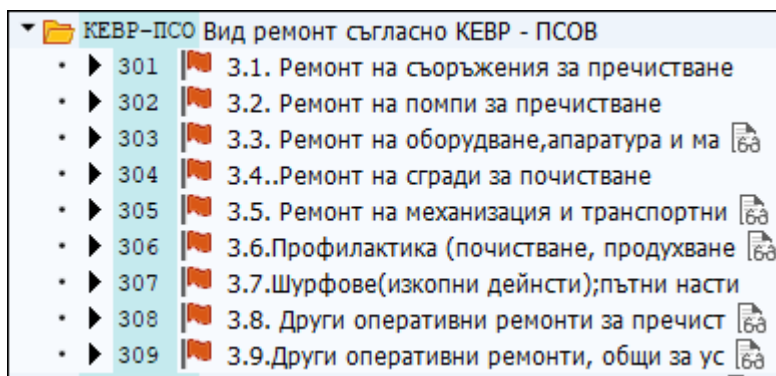 КЕВР-ПСО Вид ремонт съгласно КЕВР - ПСОВ
301 3.1. Ремонт на съоръжения за пречистване
302 3.2. Ремонт на помпи за пречистване
303 3.3. Ремонт на оборудване,апаратура и ма
304 3.4..Ремонт на сгради за почистване
305 3.5. Ремонт на механизация и транспортни
306 3.6.Профилактика (почистване, продухване
307 3.7.Шурфове(изкопни дейнсти);пътни насти
308 3.8. Други оперативни ремонти за пречист
309 3.9.Други оперативни ремонти, общи за ус